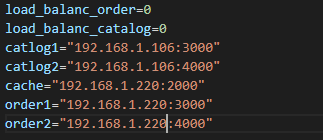 load_balanc_order=0
load_balanc_catalog=0
catlog1="192.168.1.106:3000"
catlog2="192.168.1.106:4000"
cache="192.168.1.220:2000"
order1="192.168.1.220:3000"
order2="192.168.1.220:4000"